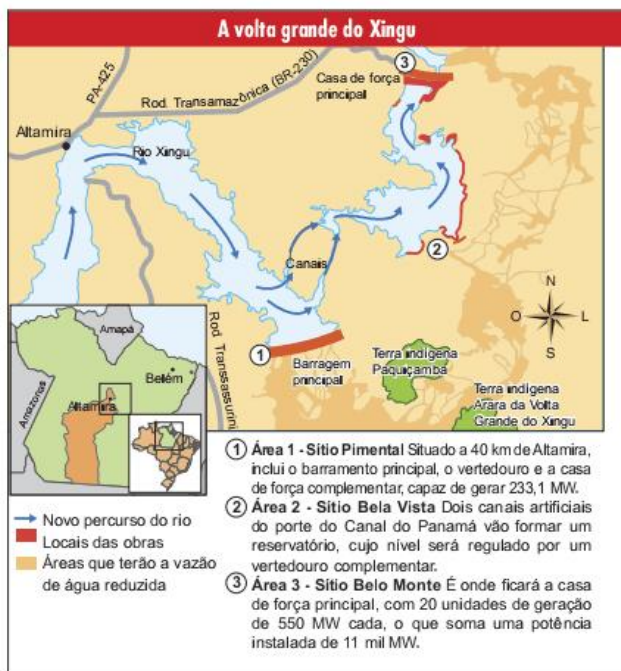 A volta grande do Xingu
3
Casa de força
principal
PA-425
Rod. Transamazônica (BR-230)
Altamira
Rio Xingu
Canais
2
N
O L
S
1
Barragem
principal
Terra indígena
Paquiçamba
Terra indígena
Arara da Volta
Grande do Xingu
Rod. Transassurini
Amapá
Belém
Amazonas
Altamira
Novo percurso do rio
Locais das obras
Áreas que terão a vazão
de água reduzida
1 Área 1 - Sítio Pimental Situado a 40 km de Altamira,
inclui o barramento principal, o vertedouro e a casa
de força complementar, capaz de gerar 233,1 MW.
2 Área 2 - Sítio Bela Vista Dois canais artificiais
do porte do Canal do Panamá vão formar um
reservatório, cujo nível será regulado por um
vertedouro complementar.
3 Área 3 - Sítio Belo Monte É onde ficará a casa
de força principal, com 20 unidades de geração
de 550 MW cada, o que soma uma potência
instalada de 11 mil MW.